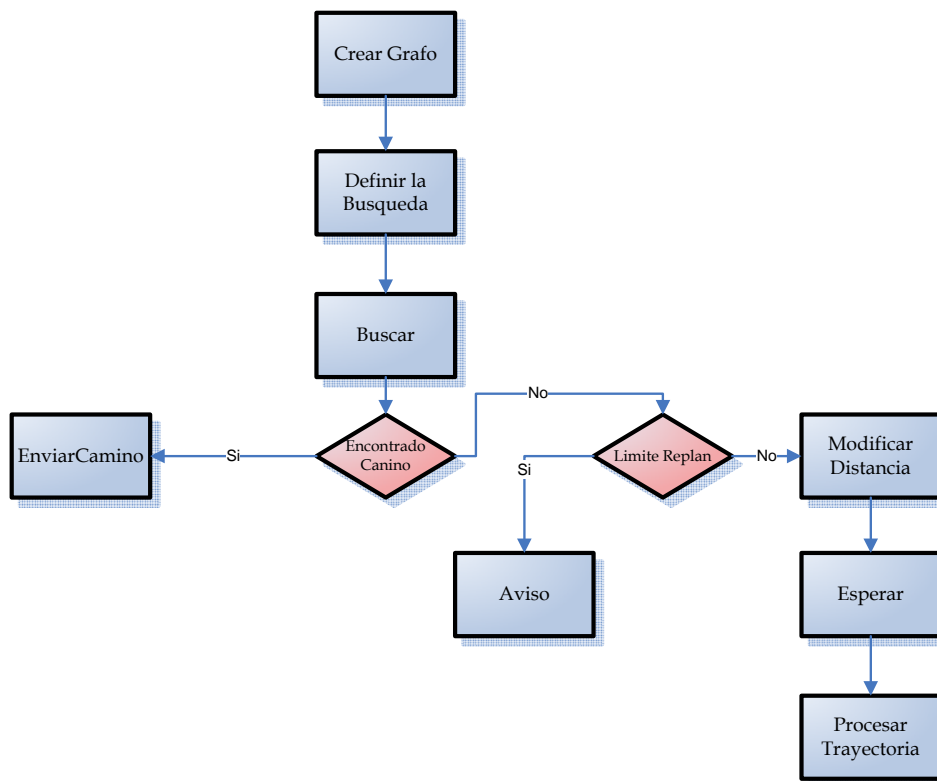 Crear Grafo
Definir la
Busqueda
Buscar
No
EnviarCamino
Si
Encontrado
Canino
Si
Limite Replan
No
Modificar
Distancia
Aviso
Esperar
Procesar
Trayectoria